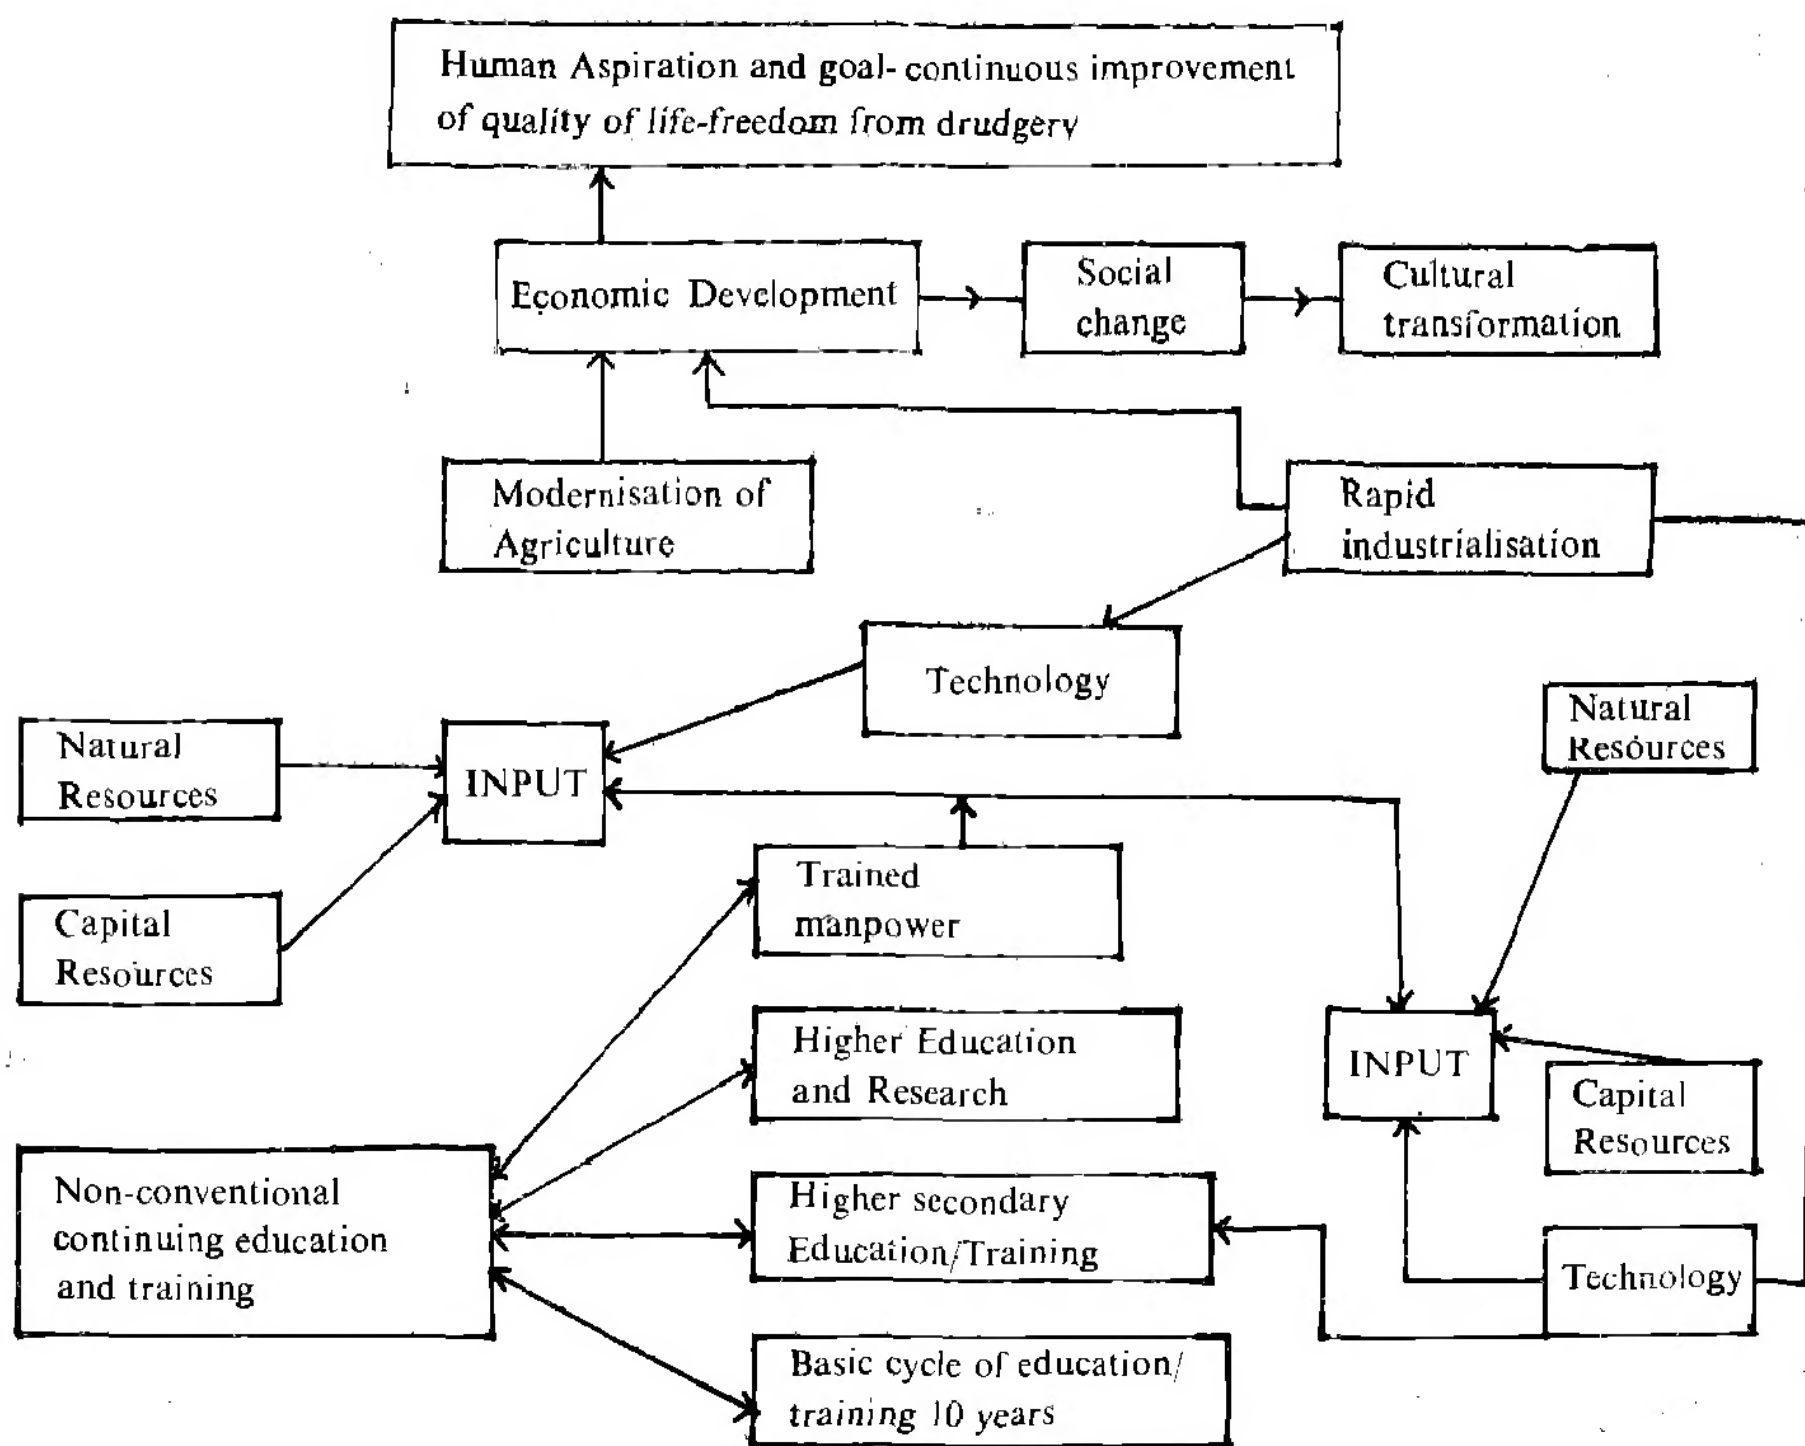 Human Aspiration and goal-continuous improvement
of quality of life-freedom from drudgery
Economic Development
Social
change
Cultural
transformation
Modernisation of
Agriculture
Rapid
industrialisation
Technology
Natural
Resources
INPUT
Natural
Resources
Capital
Resources
Trained
manpower
Higher Education
and Research
INPUT
Capital
Resources
Non-conventional
continuing education
and training
Higher secondary
Education/Training
Technology
Basic cycle of education/
training 10 years